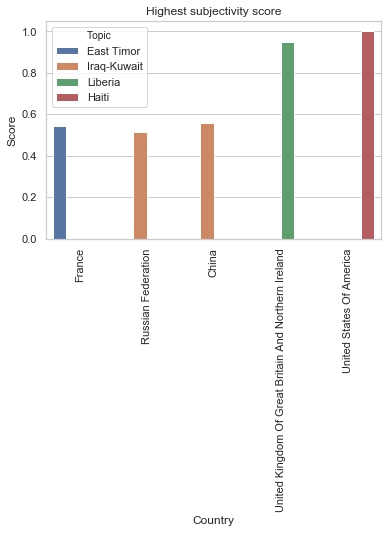 Highest subjectivity score
Topic
East Timor
Iraq-Kuwait
Liberia
Haiti
Score
1.0
0.8
0.6
0.4
0.2
0.0
France
Russian Federation
China
United Kingdom Of Great Britain And Northern Ireland
United States Of America
Country